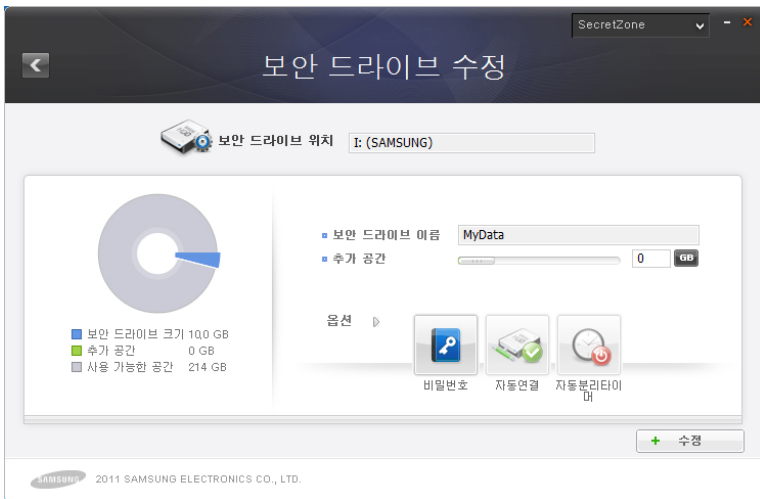 SecretZone
보안 드라이브 수정
보안 드라이브 위치 I: (SAMSUNG)
보안 드라이브 이름 MyData
추가 공간 0 GB
옵션
보안 드라이브 크기 10,0 GB
추가 공간 0 GB
사용 가능한 공간 214 GB
비밀번호 자동연결 자동분리타이
머
+ 수정
SAMSUNG 2011 SAMSUNG ELECTRONICS CO., LTD.